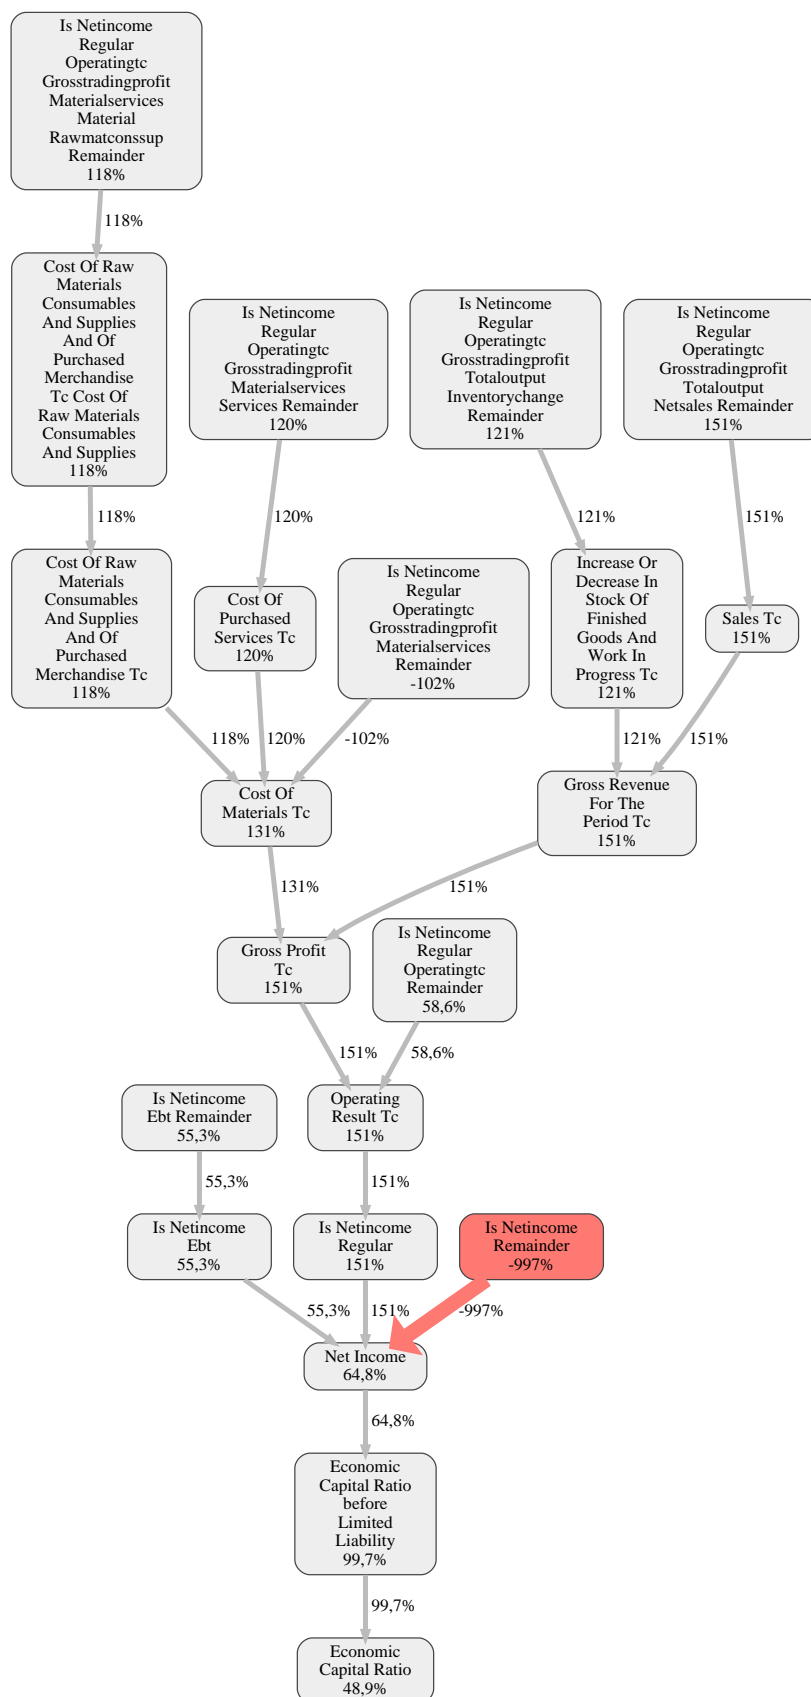 Is Netincome
Regular
Operatingtc
Grosstradingprofit
Materialservices
Material
Rawmatconssup
Remainder
118%
118%
Cost Of Raw
Materials
Consumables
And Supplies
And Of
Purchased
Merchandise
Tc Cost Of
Raw Materials
Consumables
And Supplies
118%
Is Netincome
Regular
Operatingtc
Grosstradingprofit
Materialservices
Services Remainder
120%
Is Netincome
Regular
Operatingtc
Grosstradingprofit
Totaloutput
Inventorychange
Remainder
121%
Is Netincome
Regular
Operatingtc
Grosstradingprofit
Totaloutput
Netsales Remainder
151%
118%
120%
121%
151%
Cost Of Raw
Materials
Consumables
And Supplies
And Of
Purchased
Merchandise Tc
118%
Cost Of
Purchased
Services Tc
120%
Is Netincome
Regular
Operatingtc
Grosstradingprofit
Materialservices
Remainder
-102%
Increase Or
Decrease In
Stock Of
Finished
Goods And
Work In
Progress Tc
121%
Sales Tc
151%
118%
120%
-102%
121%
151%
Cost Of
Materials Tc
131%
Gross Revenue
For The
Period Tc
151%
131%
151%
Gross Profit
Tc
151%
Is Netincome
Regular
Operatingtc
Remainder
58,6%
151%
58,6%
Is Netincome
Ebt Remainder
55,3%
Operating
Result Tc
151%
55,3%
151%
Is Netincome
Ebt
55,3%
Is Netincome
Regular
151%
Is Netincome
Remainder
-997%
55,3%
151%
-997%
Net Income
64,8%
64,8%
Economic
Capital Ratio
before
Limited
Liability
99,7%
99,7%
Economic
Capital Ratio
48,9%